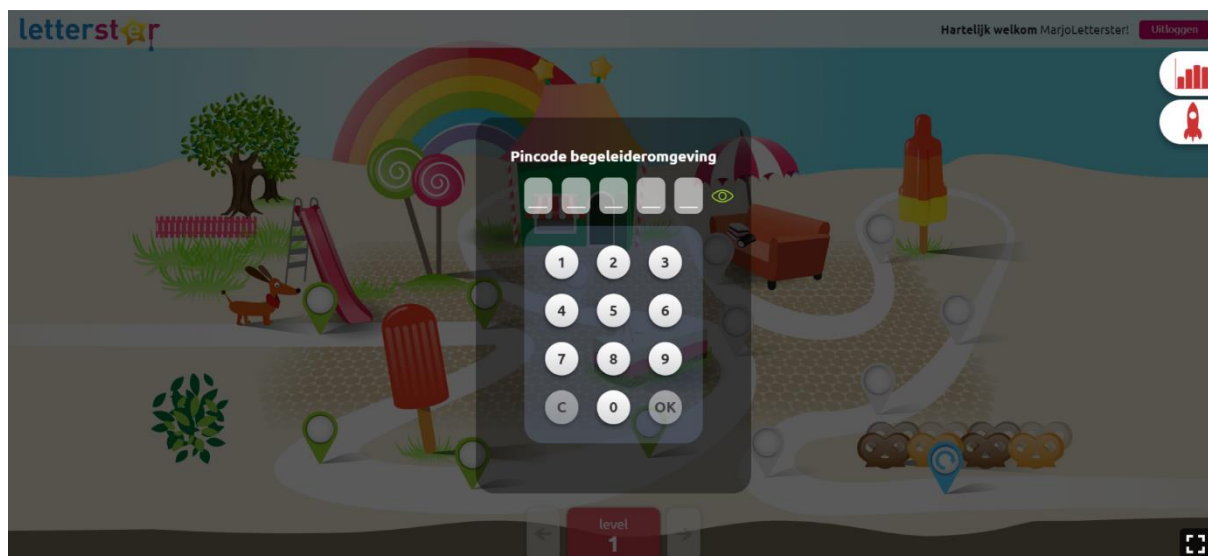 letterster
Hartelijk welkom MarjoLetterster! Uitloggen
Pincode begeleideromgeving
_ _ _ _ _
1 2 3
4 5 6
7 8 9
C 0 OK
level
1